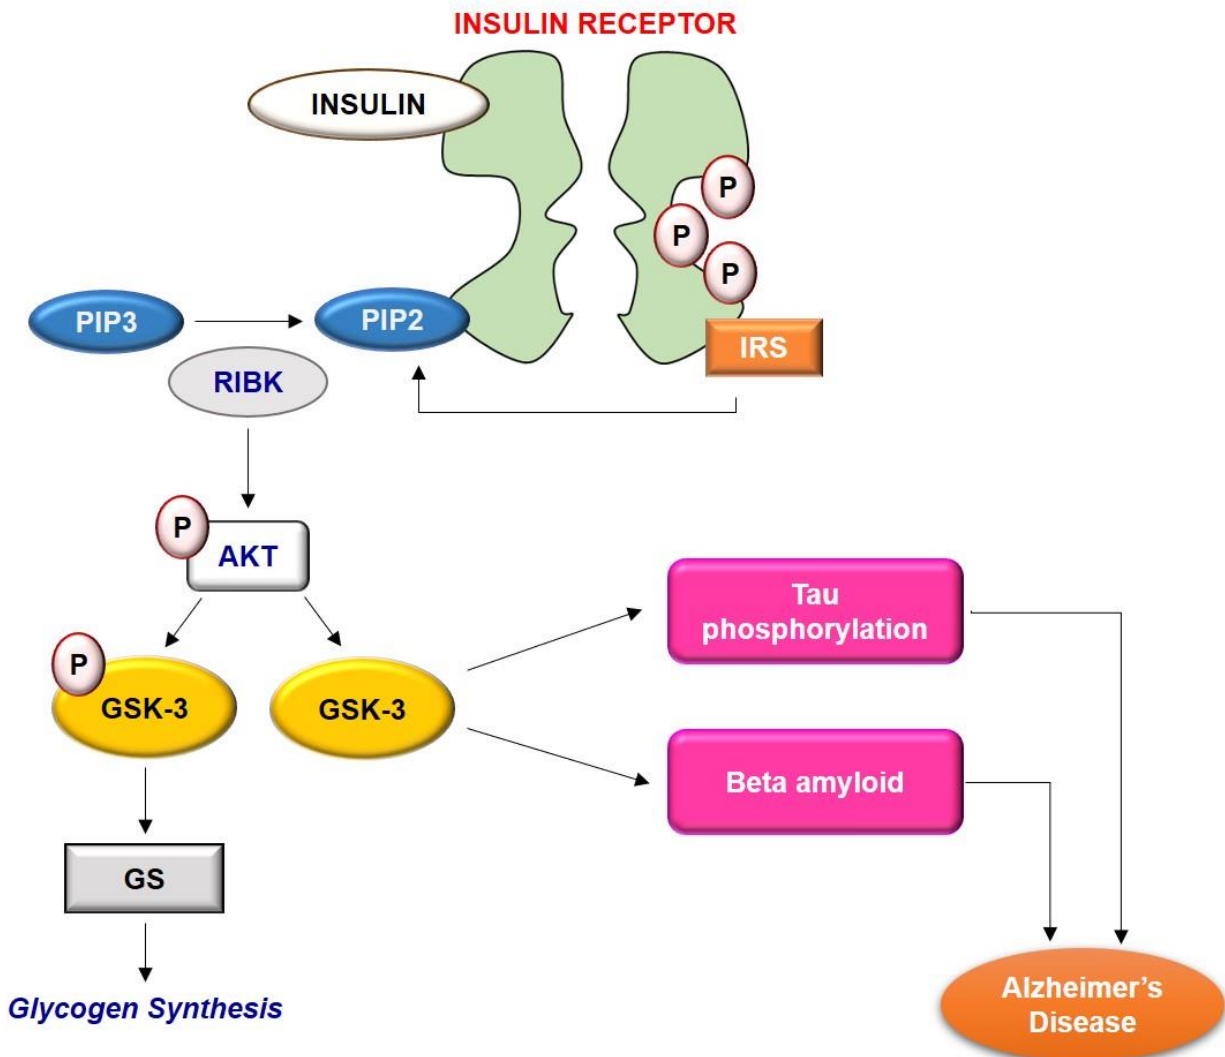 INSULIN RECEPTOR
INSULIN
P
P
P
PIP3
PIP2
IRS
RIBK
P
AKT
P
GSK-3
GSK-3
Tau
phosphorylation
Beta amyloid
GS
Glycogen Synthesis
Alzheimer’s
Disease